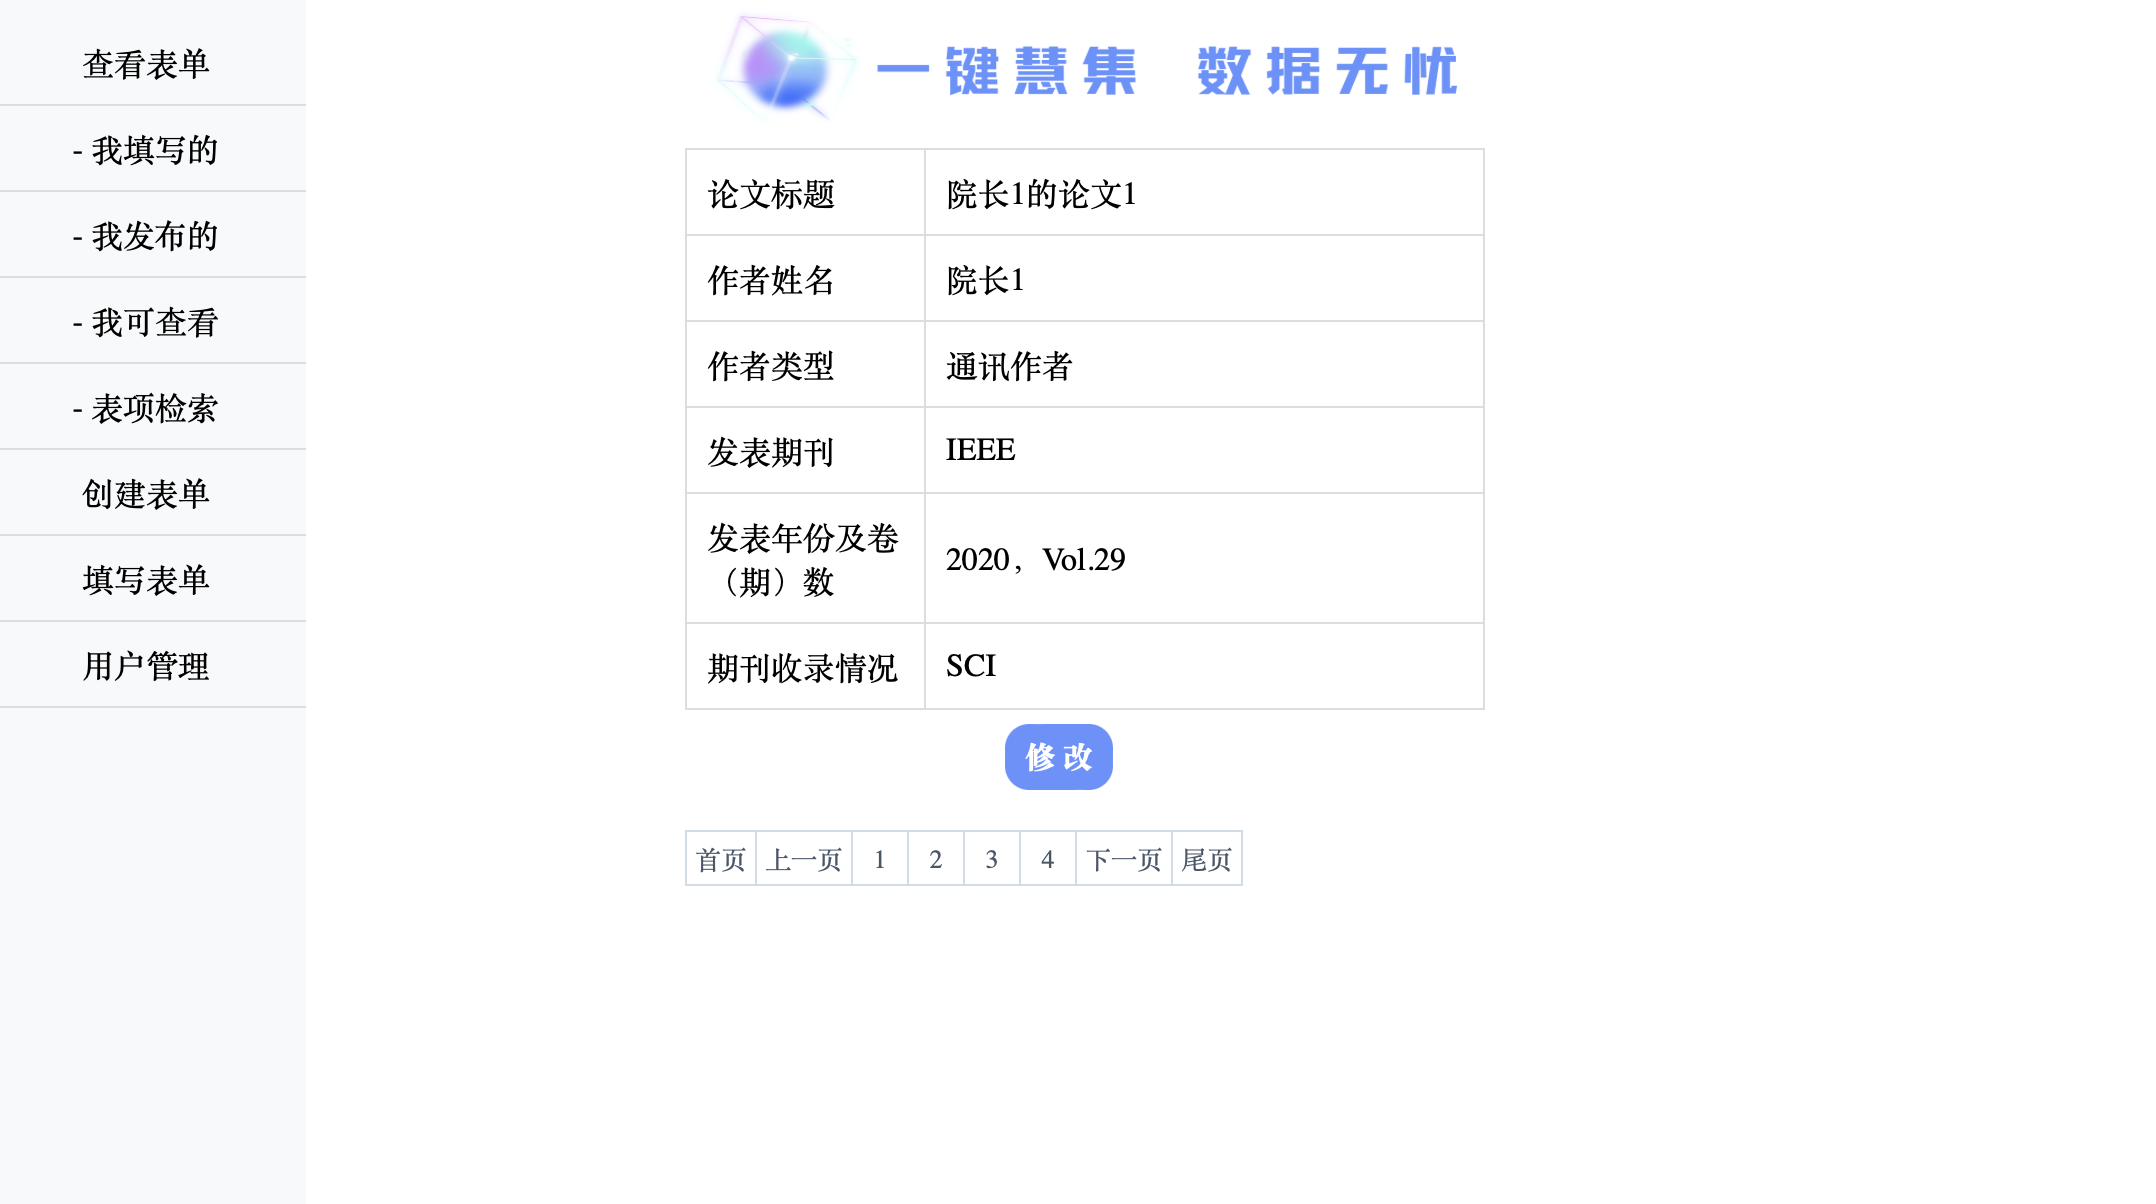 查看表单
- 我填写的
- 我发布的
- 我可查看
- 表项检索
创建表单
填写表单
用户管理
一键慧集 数据无忧
论文标题 院长1的论文1
作者姓名 院长1
作者类型 通讯作者
发表期刊 IEEE
发表年份及卷
（期）数 2020，Vol.29
期刊收录情况 SCI
修改
首页 上一页 1 2 3 4 下一页 尾页